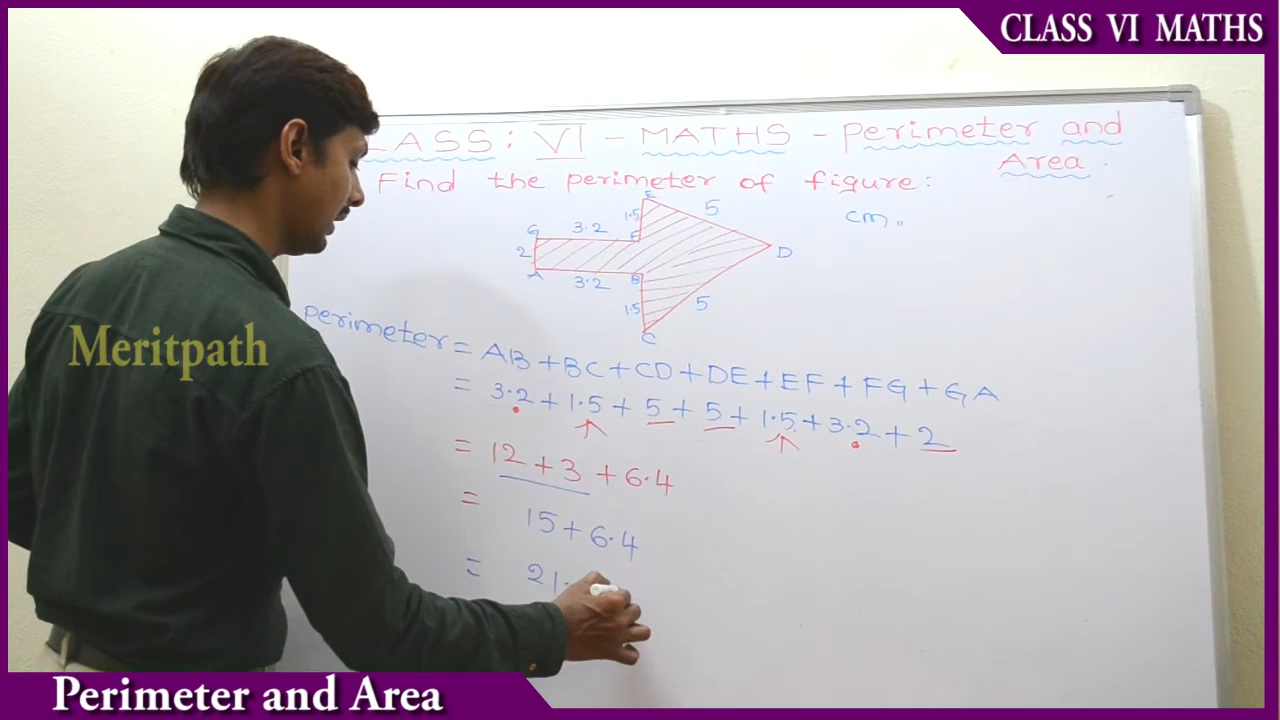 CLASS VI MATHS
LASS: VI - MATHS - Perimeter and
Area.
Find the perimeter of figure:
cm.
E
1.5
5
3.2
G
F
2
D
A
B
3.2
1.5
5
C
Meritpath
Perimeter = AB + BC + CD + DE + EF + FG + GA
= 3.2 + 1.5 + 5 + 5 + 1.5 + 3.2 + 2
= 12 + 3 + 6.4
= 15 + 6.4
= 21.
Perimeter and Area